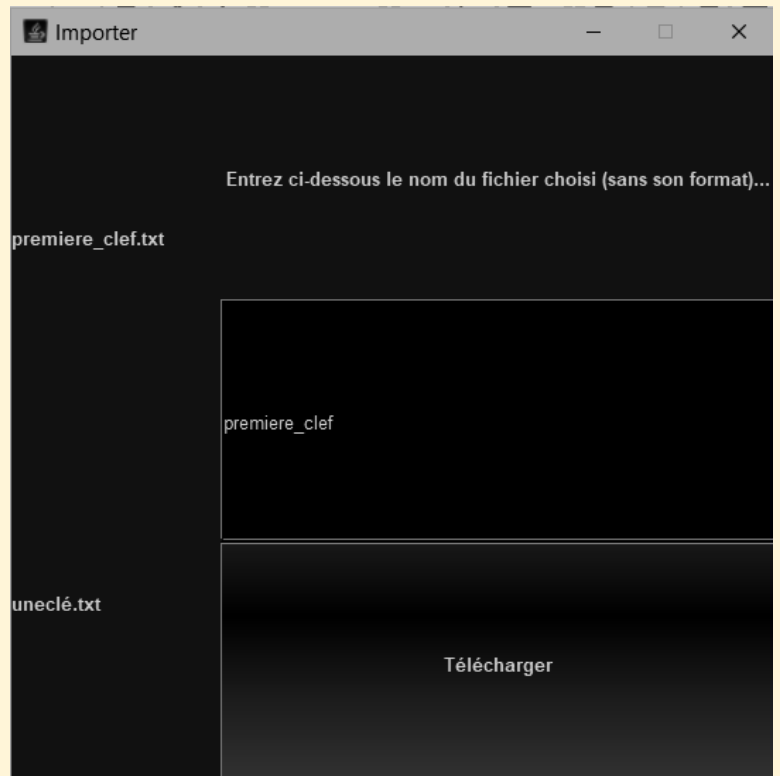 Importer
Entrez ci-dessous le nom du fichier choisi (sans son format)...
premiere_clef.txt
premiere_clef
uneclé.txt
Télécharger